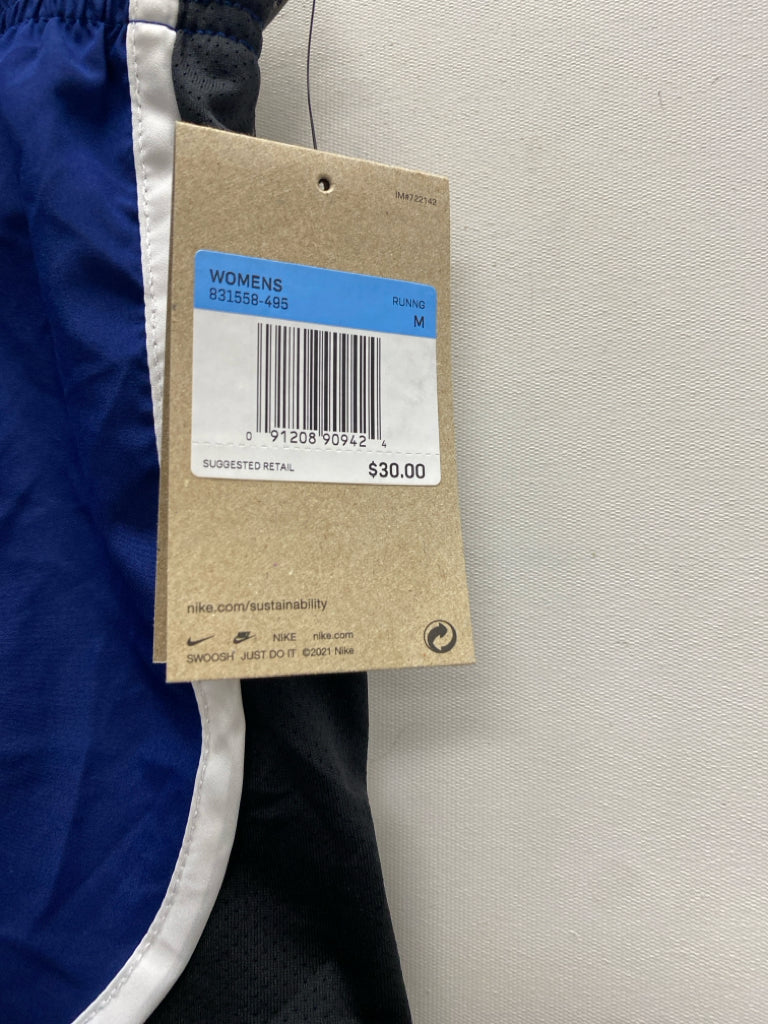 IM#722142
WOMENS
831558-495
RUNNG
M
0 91208 90942 4
SUGGESTED RETAIL
$30.00
nike.com/sustainability
NIKE nike.com
SWOOSH JUST DO IT ©2021 Nike